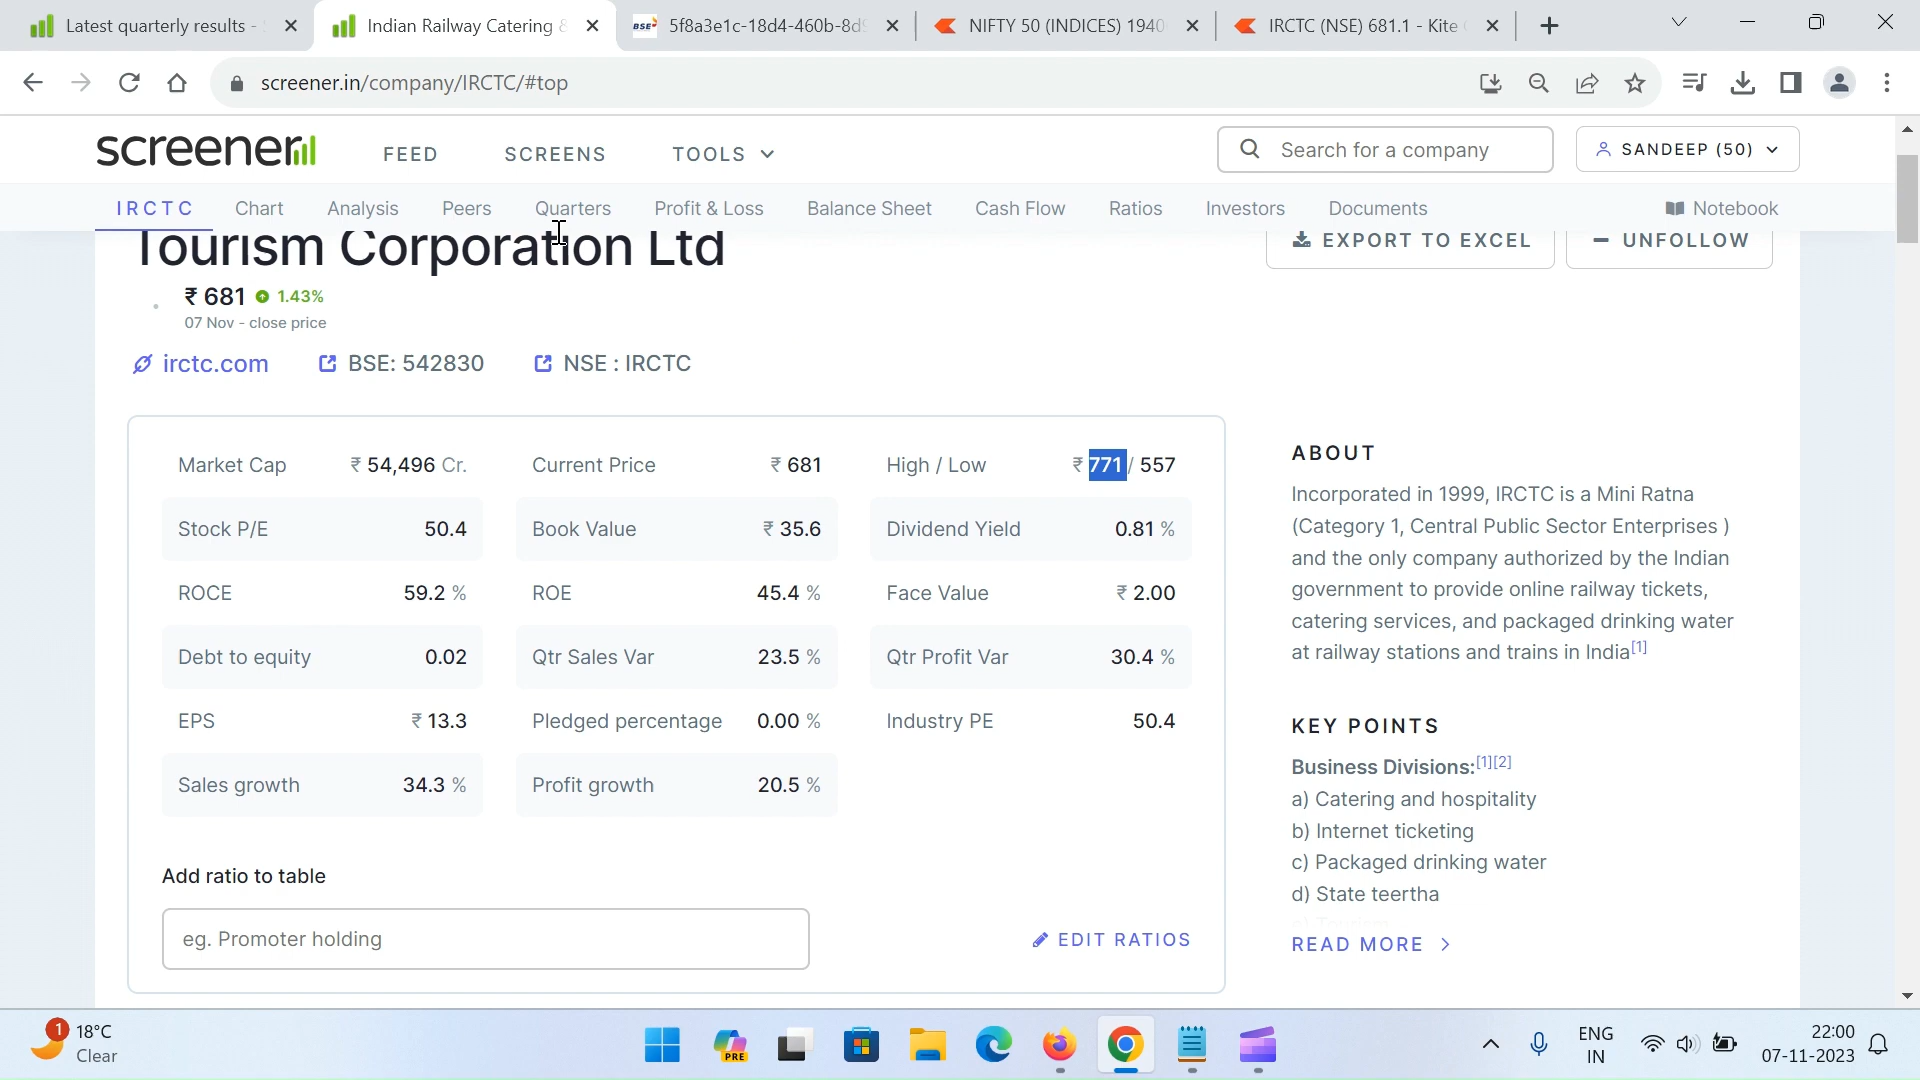 Latest quarterly results -
Indian Railway Catering &
BSE 5f8a3e1c-18d4-460b-8d9
NIFTY 50 (INDICES) 1940
IRCTC (NSE) 681.1 - Kite
screener.in/company/IRCTC/#top
screener
FEED
SCREENS
TOOLS
Search for a company
SANDEEP (50)
IRCTC
Chart
Analysis
Peers
Quarters
Profit & Loss
Balance Sheet
Cash Flow
Ratios
Investors
Documents
Notebook
Tourism Corporation Ltd
EXPORT TO EXCEL
UNFOLLOW
₹ 681 1.43%
07 Nov - close price
irctc.com
BSE: 542830
NSE : IRCTC
Market Cap ₹ 54,496 Cr.
Current Price ₹ 681
High / Low ₹ 771 / 557
Stock P/E 50.4
Book Value ₹ 35.6
Dividend Yield 0.81 %
ROCE 59.2 %
ROE 45.4 %
Face Value ₹ 2.00
Debt to equity 0.02
Qtr Sales Var 23.5 %
Qtr Profit Var 30.4 %
EPS ₹ 13.3
Pledged percentage 0.00 %
Industry PE 50.4
Sales growth 34.3 %
Profit growth 20.5 %
Add ratio to table
eg. Promoter holding
EDIT RATIOS
ABOUT
Incorporated in 1999, IRCTC is a Mini Ratna
(Category 1, Central Public Sector Enterprises )
and the only company authorized by the Indian
government to provide online railway tickets,
catering services, and packaged drinking water
at railway stations and trains in India[1]
KEY POINTS
Business Divisions:[1][2]
a) Catering and hospitality
b) Internet ticketing
c) Packaged drinking water
d) State teertha
READ MORE
1
18°C
Clear
PRE
ENG
IN
22:00
07-11-2023